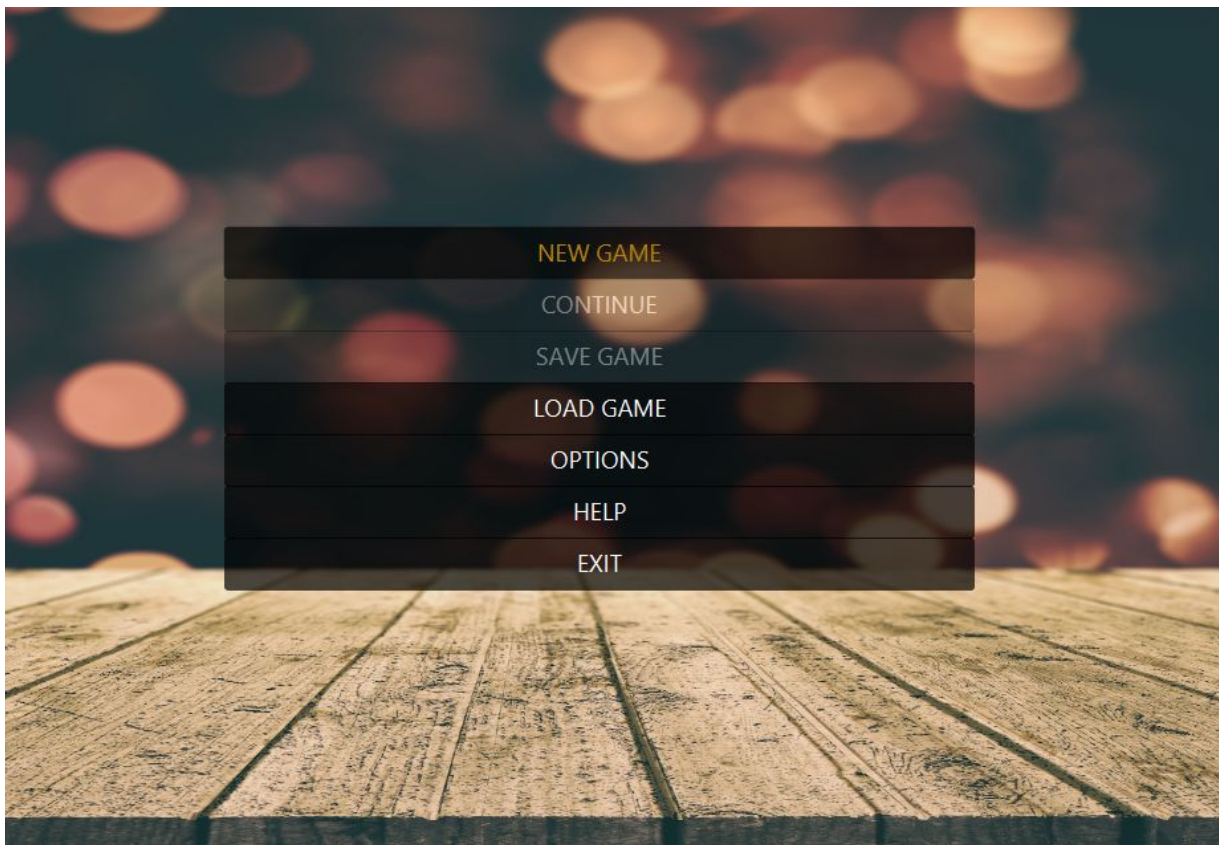 NEW GAME
CONTINUE
SAVE GAME
LOAD GAME
OPTIONS
HELP
EXIT